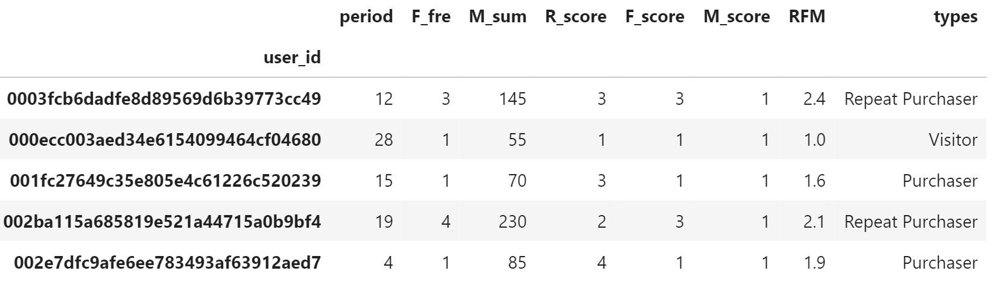 period F_fre M_sum R_score F_score M_score RFM types
user_id
0003fcb6dadfe8d89569d6b39773cc49 12 3 145 3 3 1 2.4 Repeat Purchaser
000ecc003aed34e6154099464cf04680 28 1 55 1 1 1 1.0 Visitor
001fc27649c35e805e4c61226c520239 15 1 70 3 1 1 1.6 Purchaser
002ba115a685819e521a44715a0b9bf4 19 4 230 2 3 1 2.1 Repeat Purchaser
002e7dfc9afe6ee783493af63912aed7 4 1 85 4 1 1 1.9 Purchaser